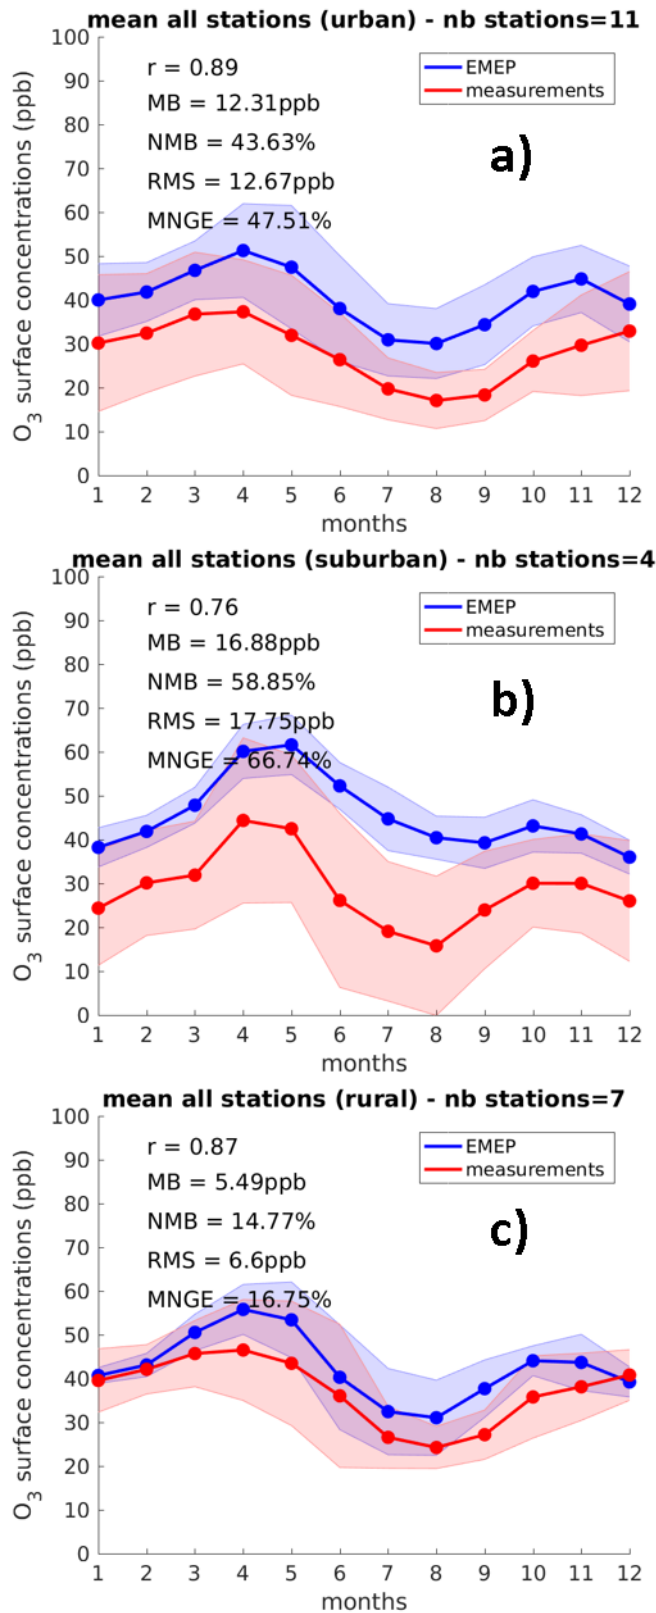 mean all stations (urban) - nb stations=11
O3 surface concentrations (ppb)
100
90
80
70
60
50
40
30
20
10
0
r = 0.89
MB = 12.31ppb
NMB = 43.63%
RMS = 12.67ppb
MNGE = 47.51%
EMEP
measurements
a)
1 2 3 4 5 6 7 8 9 10 11 12
months
mean all stations (suburban) - nb stations=4
O3 surface concentrations (ppb)
100
90
80
70
60
50
40
30
20
10
0
r = 0.76
MB = 16.88ppb
NMB = 58.85%
RMS = 17.75ppb
MNGE = 66.74%
EMEP
measurements
b)
1 2 3 4 5 6 7 8 9 10 11 12
months
mean all stations (rural) - nb stations=7
O3 surface concentrations (ppb)
100
90
80
70
60
50
40
30
20
10
0
r = 0.87
MB = 5.49ppb
NMB = 14.77%
RMS = 6.6ppb
MNGE = 16.75%
EMEP
measurements
c)
1 2 3 4 5 6 7 8 9 10 11 12
months